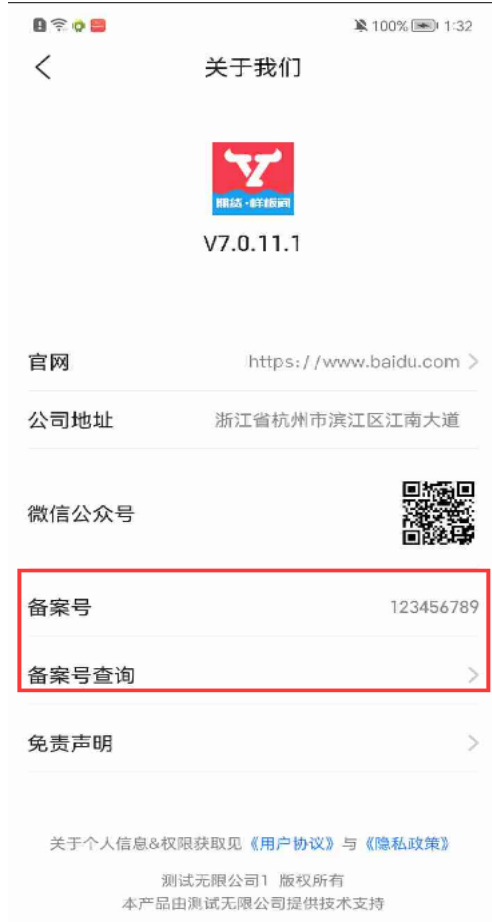 100% 1:32
关于我们
鼎结·样板间
V7.0.11.1
官网 https://www.baidu.com
公司地址 浙江省杭州市滨江区江南大道
微信公众号
备案号 123456789
备案号查询
免责声明
关于个人信息&权限获取见《用户协议》与《隐私政策》
测试无限公司1 版权所有
本产品由测试无限公司提供技术支持